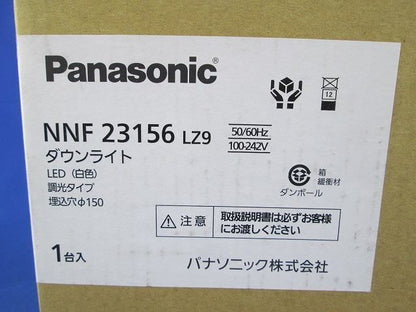 Panasonic®
NNF 23156 LZ9
50/60Hz
100-242V
ダウンライト
LED（白色）
調光タイプ
埋込穴φ150
12
箱
緩衝材
ダンボール
⚠注意
取扱説明書は必ずお客様
にお渡しください
1台入
パナソニック株式会社